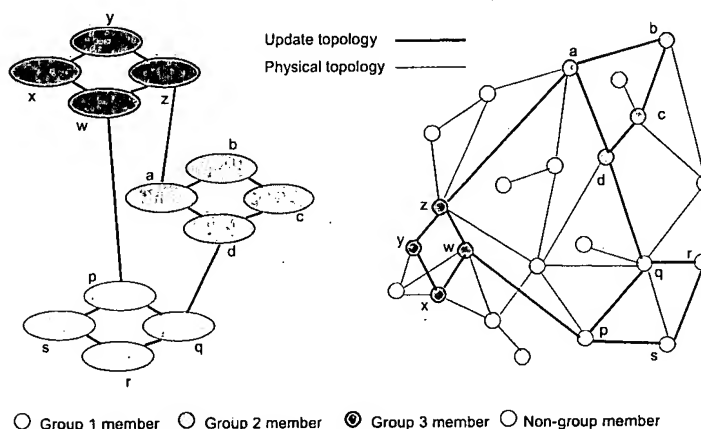 y
x
z
w
b
a
c
d
p
s
q
r
Update topology
Physical topology
b
a
c
d
z
y
w
x
q
r
p
s
Group 1 member Group 2 member Group 3 member Non-group member